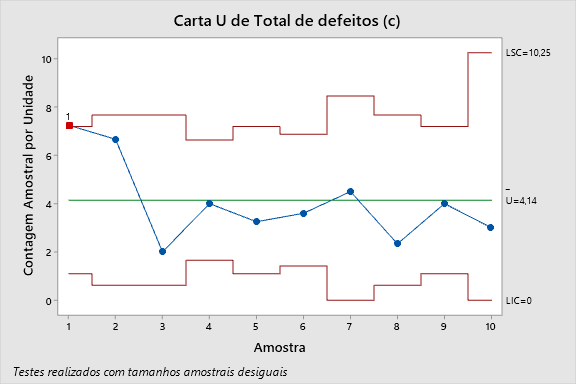 Carta U de Total de defeitos (c)
Contagem Amostral por Unidade
10
8
6
4
2
0
1
LSC=10,25
_
U=4,14
LIC=0
1 2 3 4 5 6 7 8 9 10
Amostra
Testes realizados com tamanhos amostrais desiguais